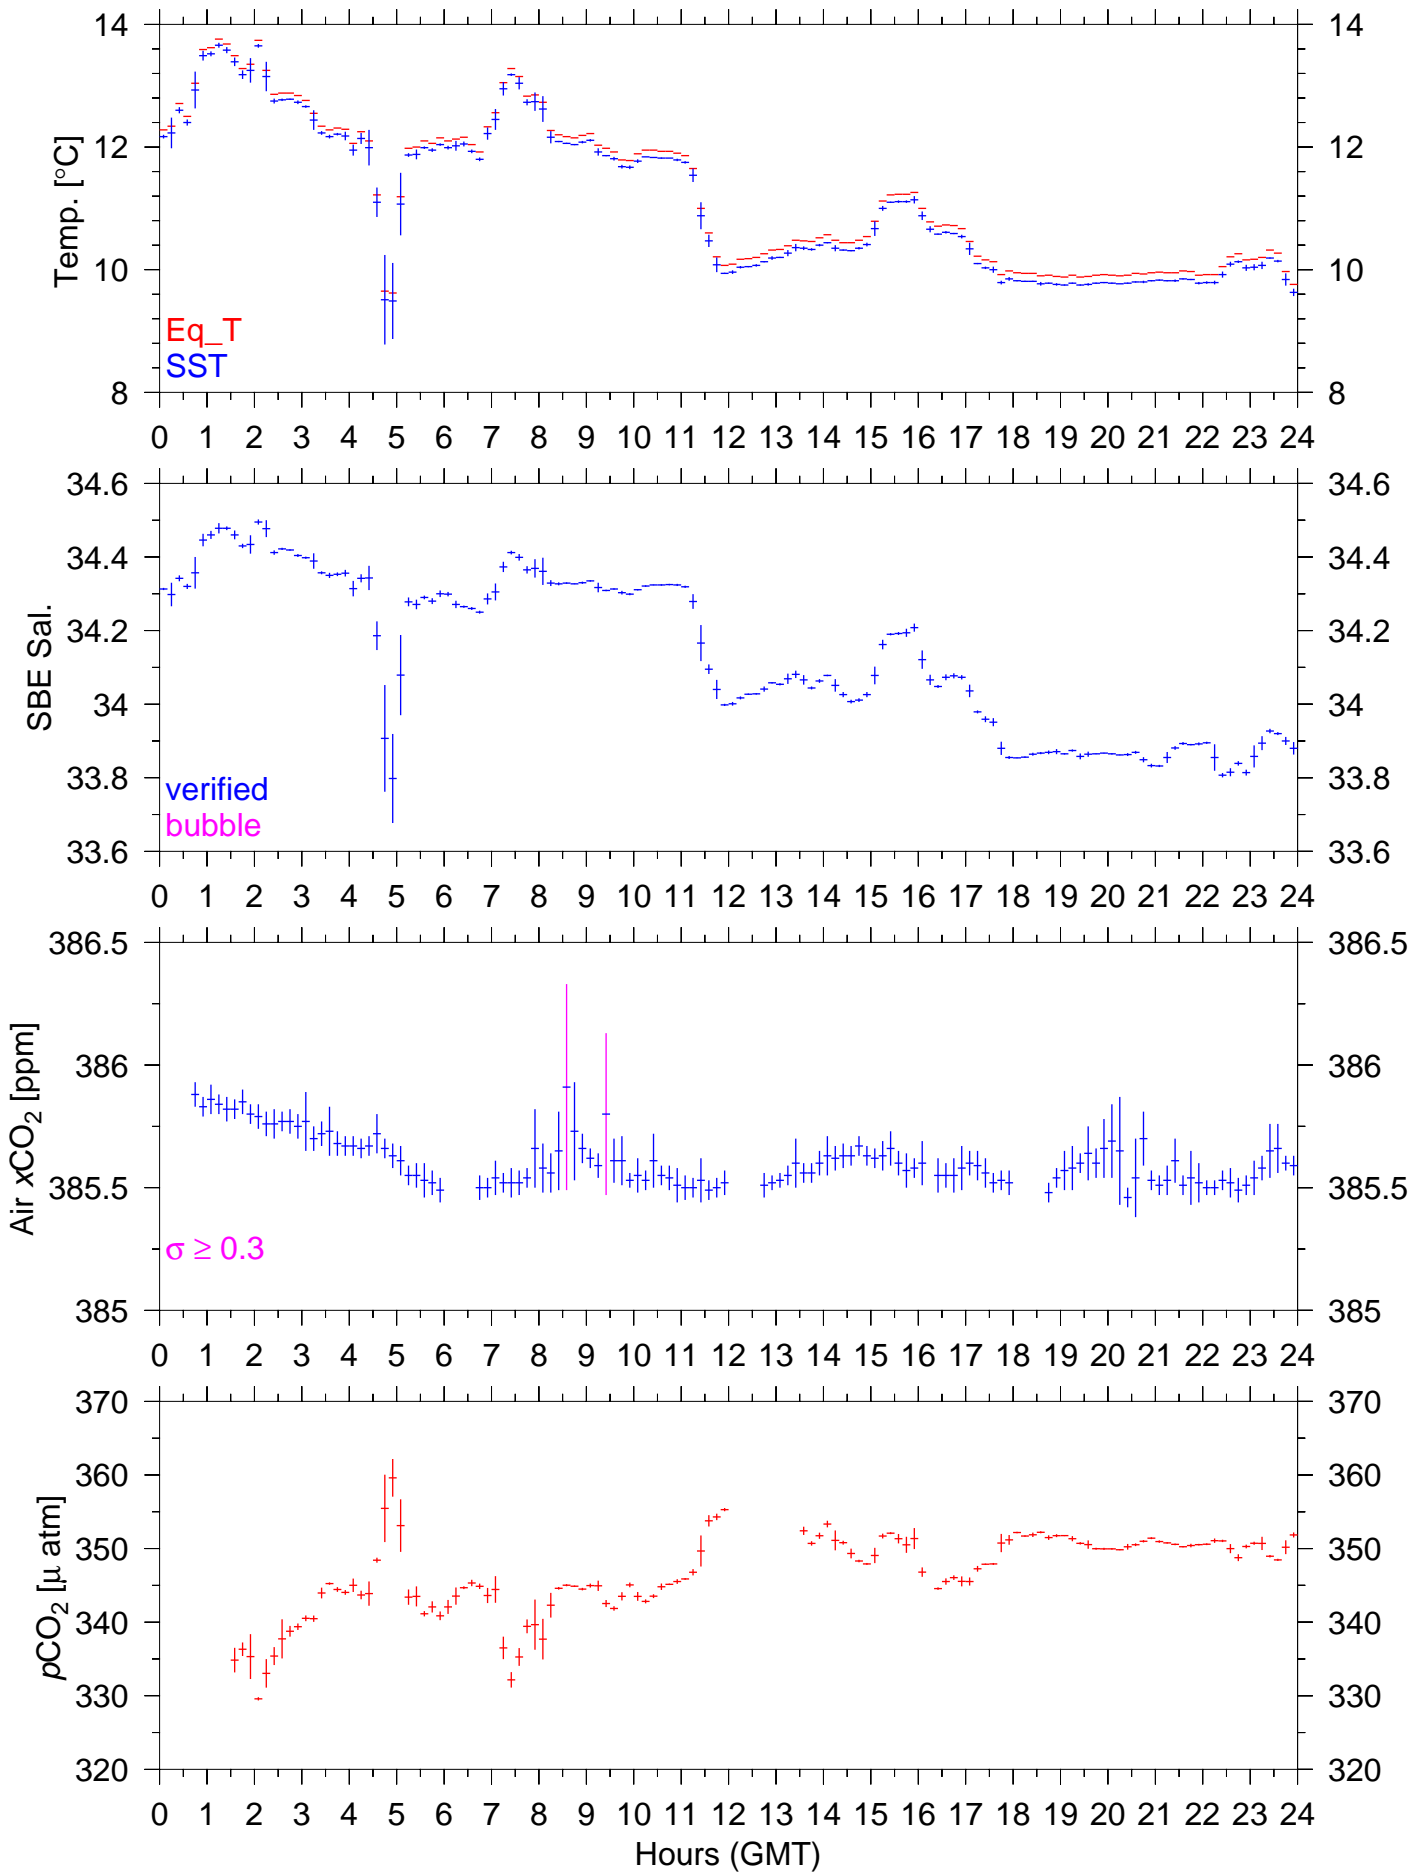 14 14
12 12
10 10
8 8
Temp. [°C]
Eq_T
SST
0 1 2 3 4 5 6 7 8 9 10 11 12 13 14 15 16 17 18 19 20 21 22 23 24
34.6 34.6
34.4 34.4
34.2 34.2
34 34
33.8 33.8
33.6 33.6
SBE Sal.
verified
bubble
0 1 2 3 4 5 6 7 8 9 10 11 12 13 14 15 16 17 18 19 20 21 22 23 24
386.5 386.5
386 386
385.5 385.5
385 385
Air xCO₂ [ppm]
σ ≥ 0.3
0 1 2 3 4 5 6 7 8 9 10 11 12 13 14 15 16 17 18 19 20 21 22 23 24
370 370
360 360
350 350
340 340
330 330
320 320
pCO₂ [μ atm]
0 1 2 3 4 5 6 7 8 9 10 11 12 13 14 15 16 17 18 19 20 21 22 23 24
Hours (GMT)